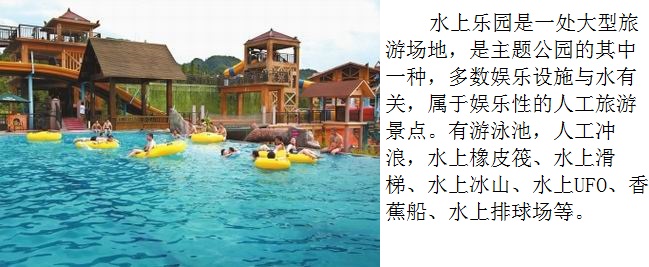 水上乐园是一处大型旅
游场地，是主题公园的其中
一种，多数娱乐设施与水有
关，属于娱乐性的人工旅游
景点。有游泳池，人工冲
浪，水上橡皮筏、水上滑
梯、水上冰山、水上UFO、香
蕉船、水上排球场等。